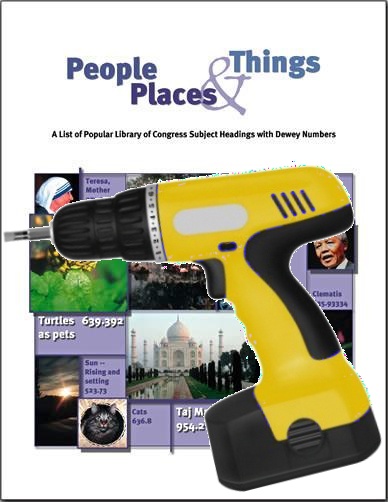 People
Places
&
Things
A List of Popular Library of Congress Subject Headings with Dewey Numbers
Teresa,
Mother
Clematis
Turtles 639.392
as pets
Sun --
Rising and
setting
523.73
Cats
636.8
Taj
954.2